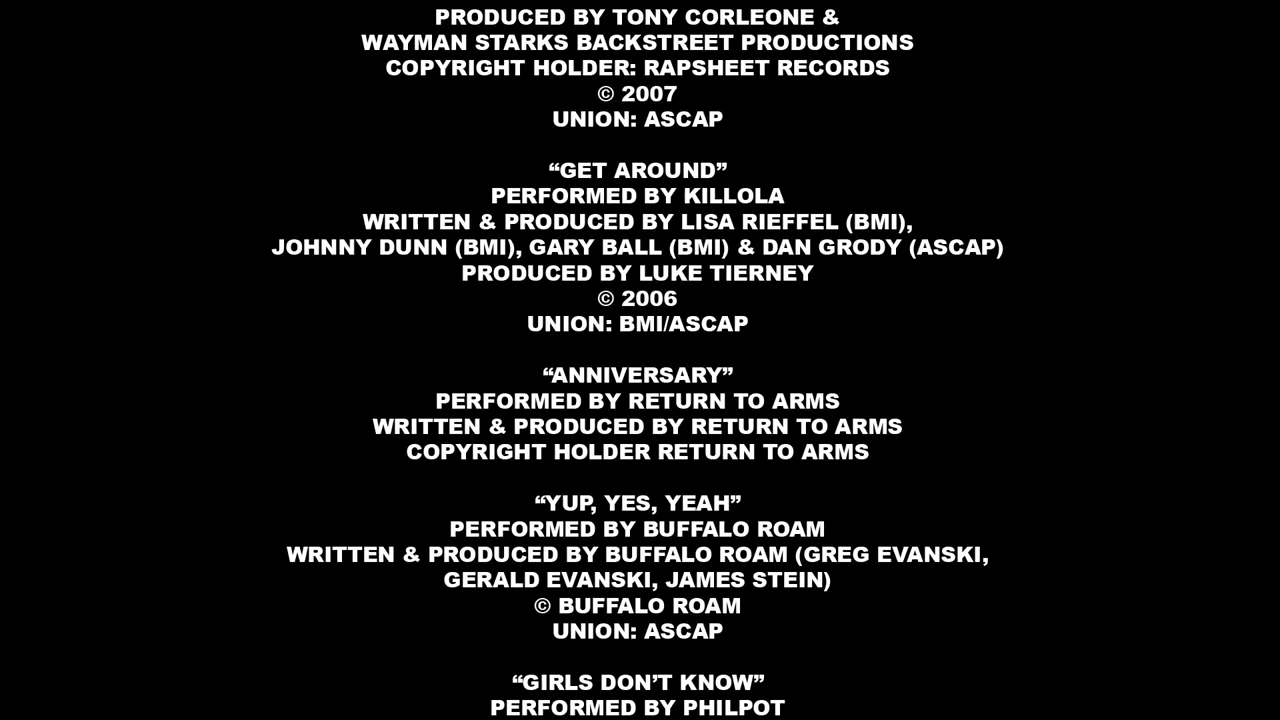 PRODUCED BY TONY CORLEONE &
WAYMAN STARKS BACKSTREET PRODUCTIONS
COPYRIGHT HOLDER: RAPSHEET RECORDS
© 2007
UNION: ASCAP
“GET AROUND”
PERFORMED BY KILLOLA
WRITTEN & PRODUCED BY LISA RIEFFEL (BMI),
JOHNNY DUNN (BMI), GARY BALL (BMI) & DAN GRODY (ASCAP)
PRODUCED BY LUKE TIERNEY
© 2006
UNION: BMI/ASCAP
“ANNIVERSARY”
PERFORMED BY RETURN TO ARMS
WRITTEN & PRODUCED BY RETURN TO ARMS
COPYRIGHT HOLDER RETURN TO ARMS
“YUP, YES, YEAH”
PERFORMED BY BUFFALO ROAM
WRITTEN & PRODUCED BY BUFFALO ROAM (GREG EVANSKI,
GERALD EVANSKI, JAMES STEIN)
© BUFFALO ROAM
UNION: ASCAP
“GIRLS DON’T KNOW”
PERFORMED BY PHILPOT